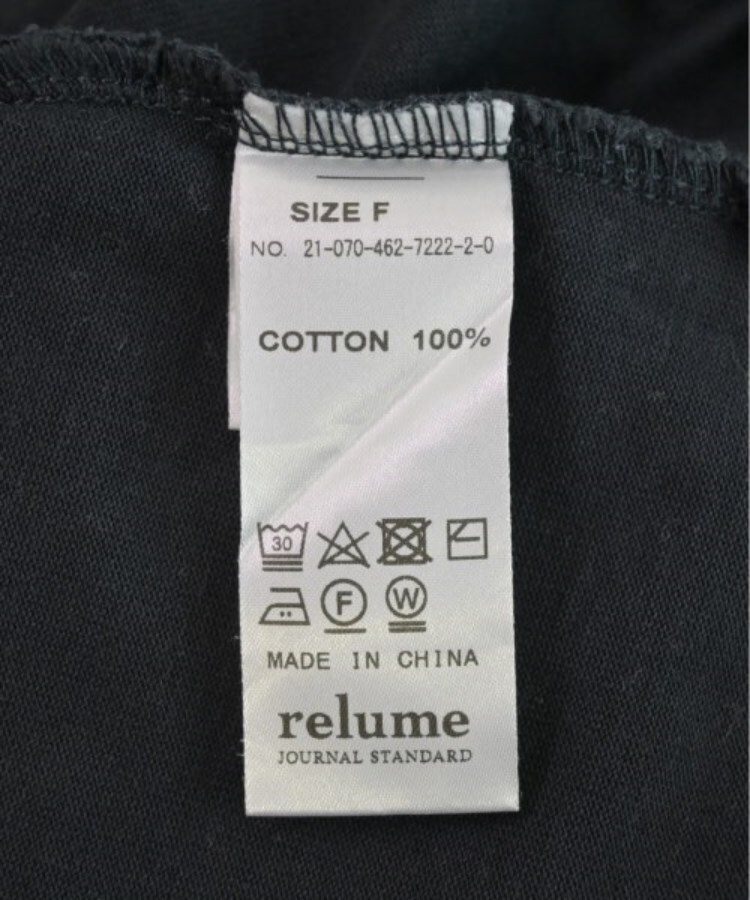 SIZE F
NO. 21-070-462-7222-2-0
COTTON 100%
30
F W
MADE IN CHINA
relume
JOURNAL STANDARD